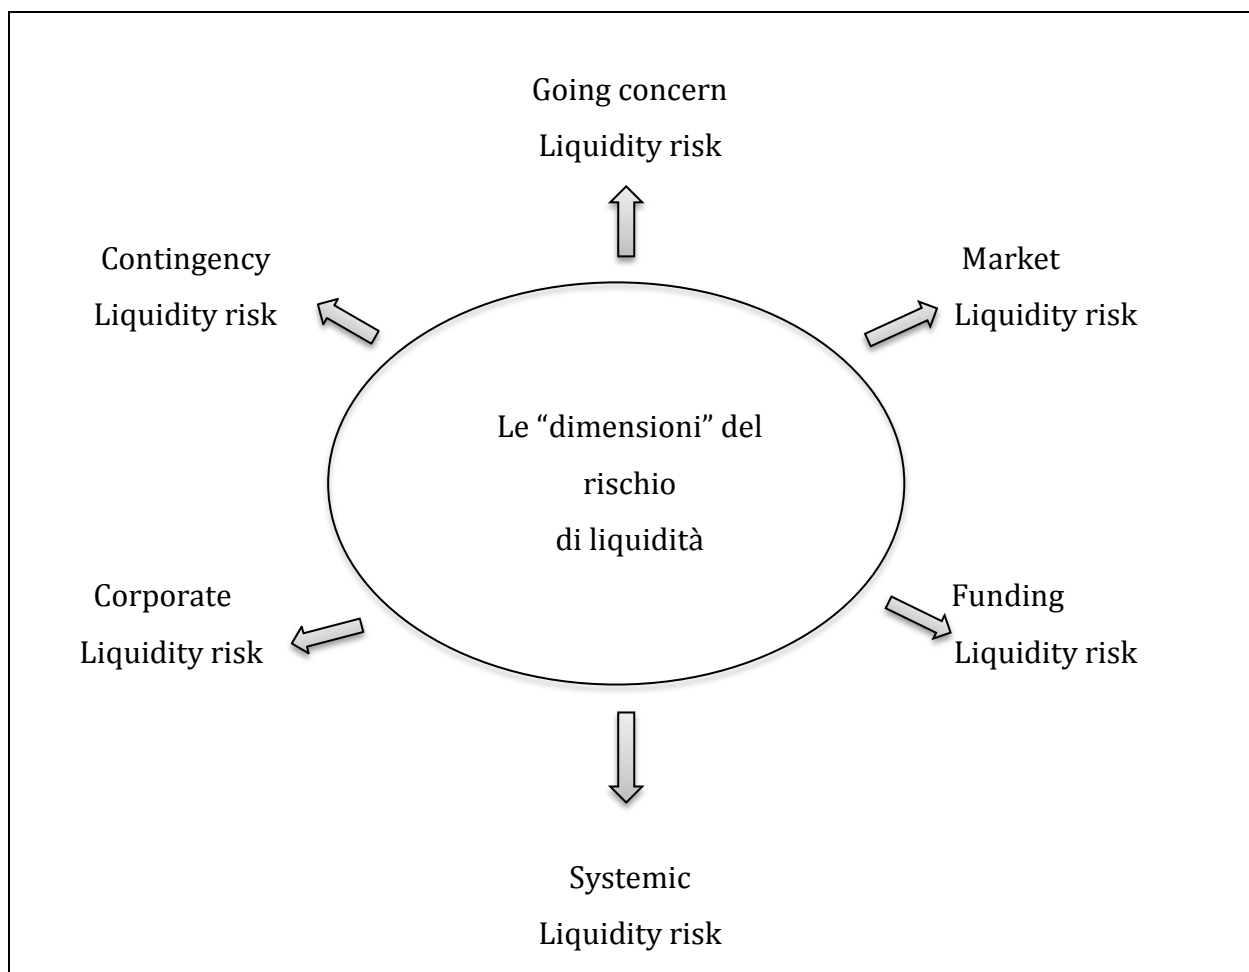 Going concern
Liquidity risk
Contingency
Liquidity risk
Market
Liquidity risk
Le “dimensioni” del
rischio
di liquidità
Corporate
Liquidity risk
Funding
Liquidity risk
Systemic
Liquidity risk